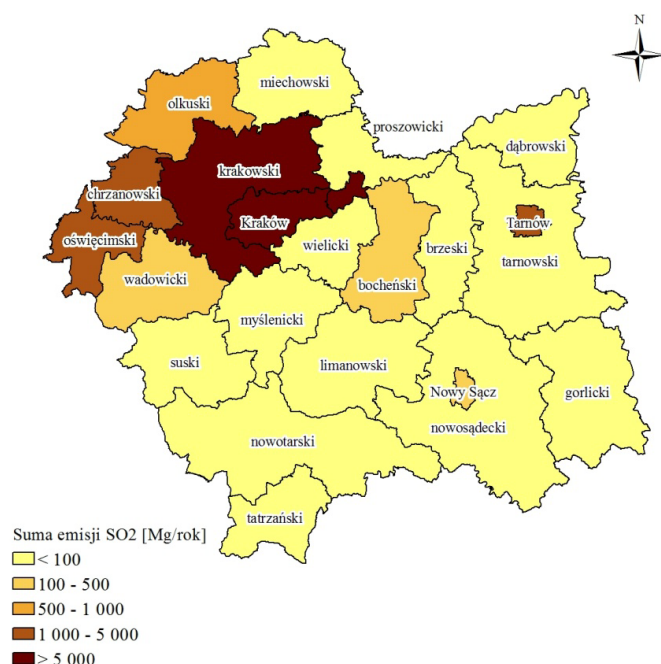 N
miechowski
olkuski
proszowicki
dąbrowski
krakowski
chrzanowski
Kraków
Tarnów
oświęcimski
wielicki
brzeski
tarnowski
wadowicki
bocheński
myślenicki
suski
limanowski
Nowy Sącz
gorlicki
nowosądecki
nowotarski
tatrzański
Suma emisji SO2 [Mg/rok]
< 100
100 - 500
500 - 1 000
1 000 - 5 000
> 5 000